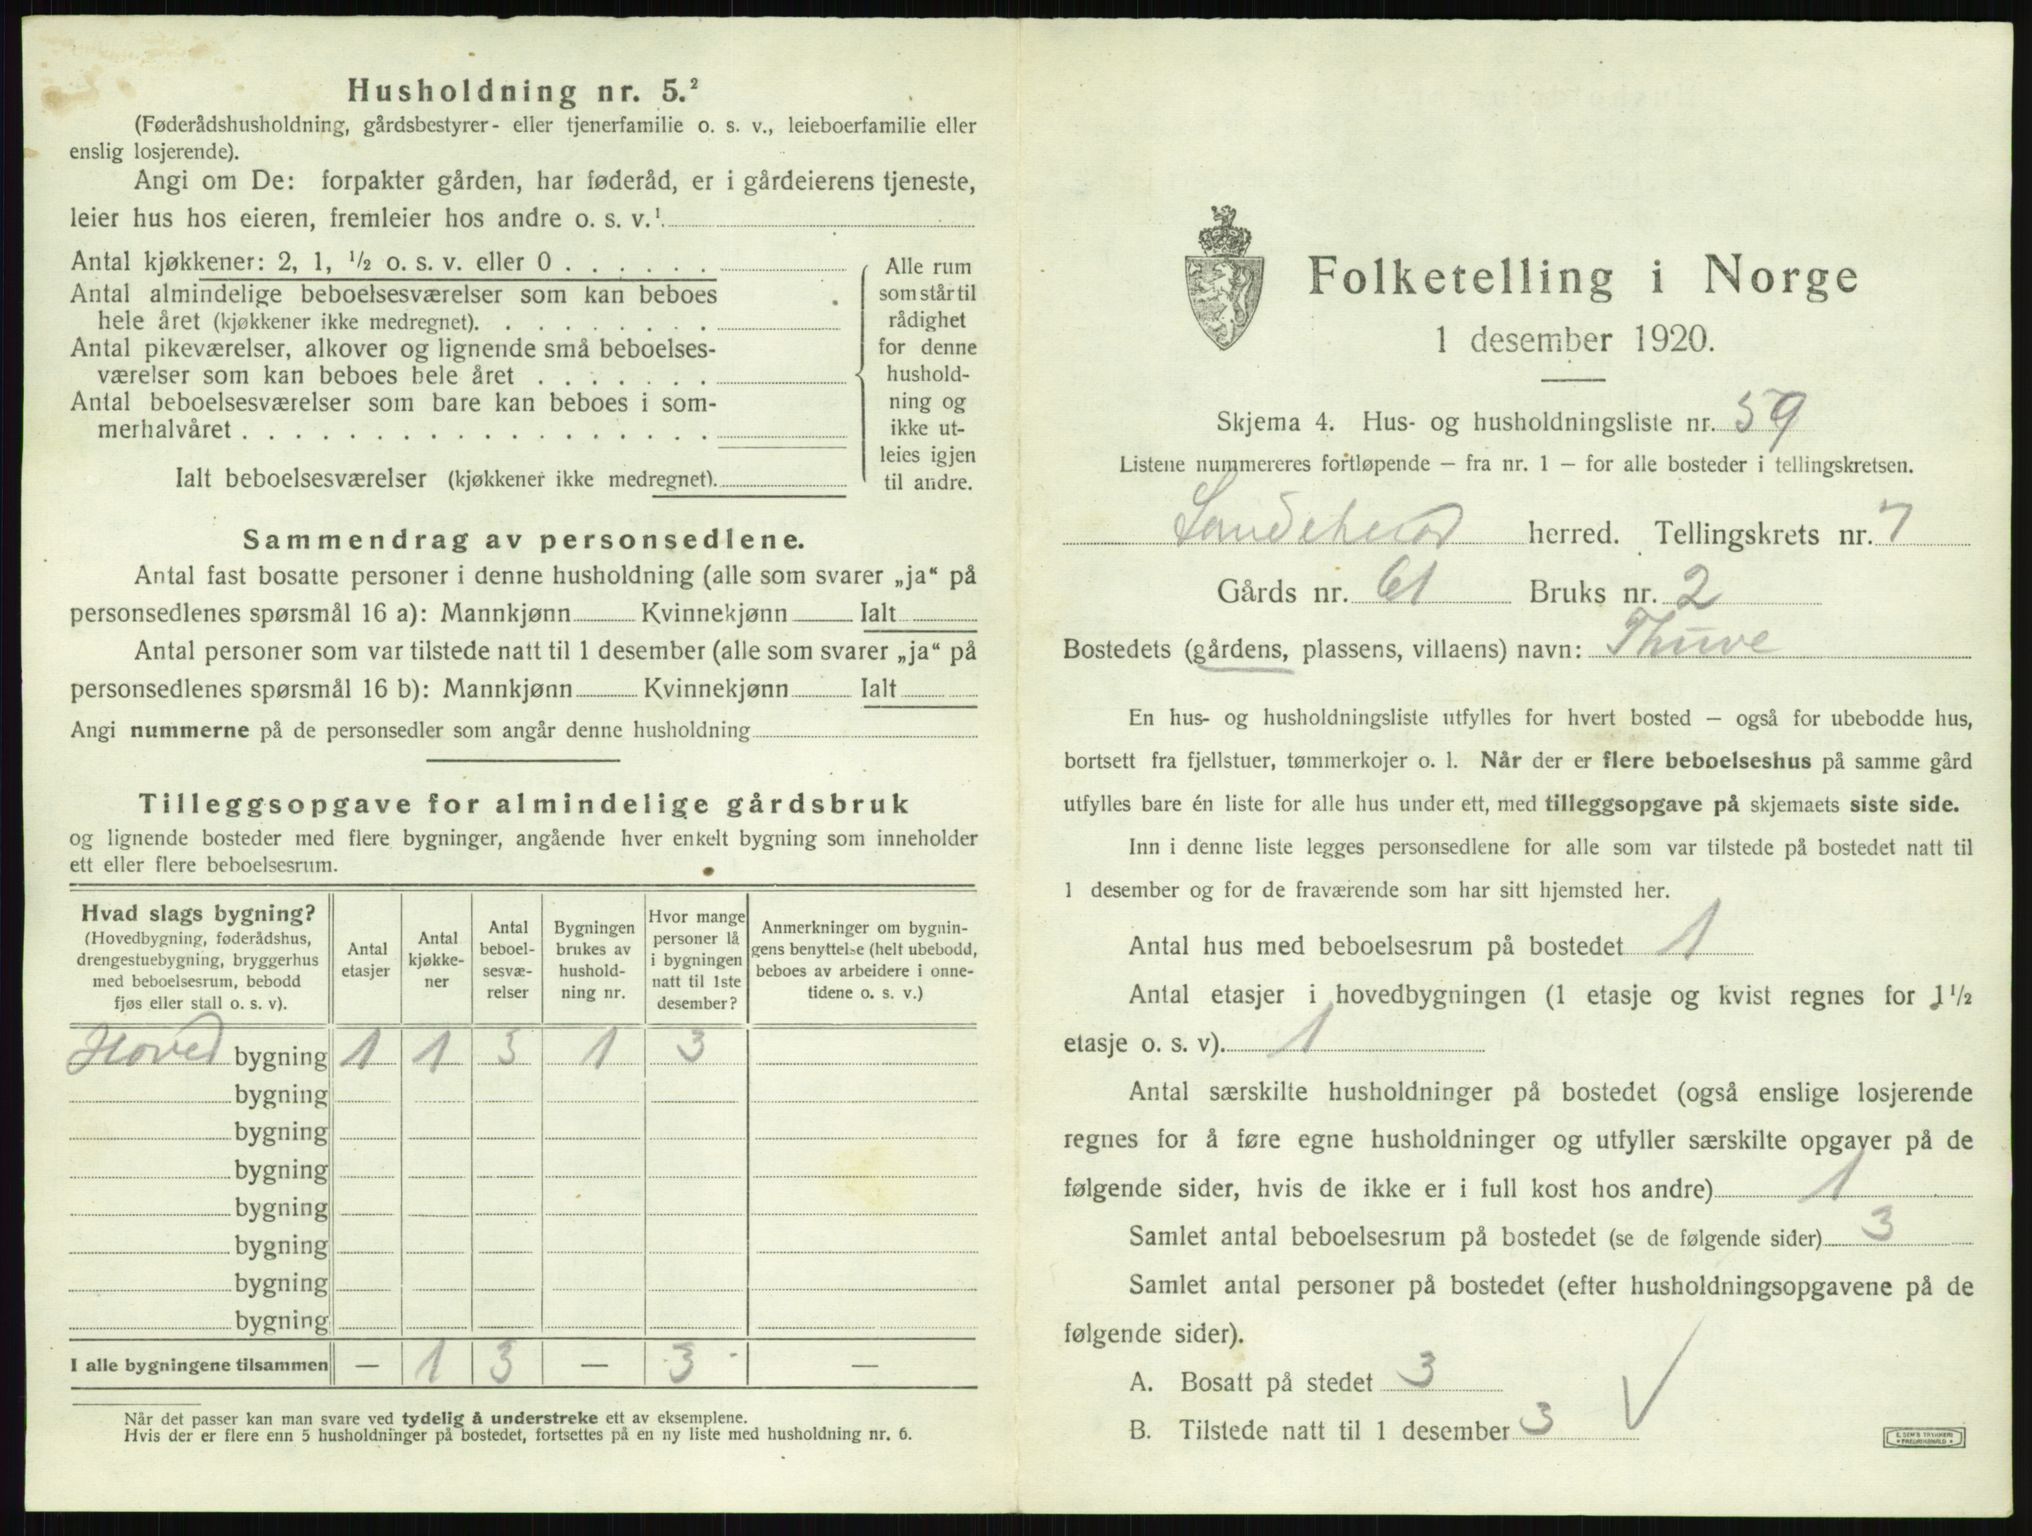 Husholdning nr. 5.²
(Føderådshusholdning, gårdsbestyrer- eller tjenerfamilie o. s. v., leieboerfamilie eller
enslig losjerende).
Angi om De: forpakter gården, har føderåd, er i gårdeierens tjeneste,
leier hus hos eieren, fremleier hos andre o. s. v.¹
Antal kjøkkener: 2, 1, ¹/₂ o. s. v. eller 0 . . . . . .
Antal almindelige beboelsesværelser som kan beboes
hele året (kjøkkener ikke medregnet). . . . . . . . .
Antal pikeværelser, alkover og lignende små beboelses-
værelser som kan beboes hele året . . . . . . .
Antal beboelsesværelser som bare kan beboes i som-
merhalvåret . . . . . . . . . . . . . . . . . .
Ialt beboelsesværelser (kjøkkener ikke medregnet).
Alle rum
som står til
rådighet
for denne
hushold-
ning og
ikke ut-
leies igjen
til andre.
Sammendrag av personsedlene.
Antal fast bosatte personer i denne husholdning (alle som svarer „ja“ på
personsedlenes spørsmål 16 a): Mannkjønn Kvinnekjønn Ialt
Antal personer som var tilstede natt til 1 desember (alle som svarer „ja“ på
personsedlenes spørsmål 16 b): Mannkjønn Kvinnekjønn Ialt
Angi nummerne på de personsedler som angår denne husholdning
Tilleggsopgave for almindelige gårdsbruk
og lignende bosteder med flere bygninger, angående hver enkelt bygning som inneholder
ett eller flere beboelsesrum.
Hvad slags bygning?
(Hovedbygning, føderådshus,
drengestuebygning, bryggerhus
med beboelsesrum, bebodd
fjøs eller stall o. s. v).
Antal
etasjer
Antal
kjøkke-
ner
Antal
beboel-
sesvæ-
relser
Bygningen
brukes av
hushold-
ning nr.
Hvor mange
personer lå
i bygningen
natt til 1ste
desember?
Anmerkninger om bygnin-
gens benyttelse (helt ubebodd,
beboes av arbeidere i onne-
tidene o. s. v.)
Hoved bygning 1 1 3 1 3
bygning
bygning
bygning
bygning
bygning
bygning
bygning
I alle bygningene tilsammen — 1 3 — 3 —
Når det passer kan man svare ved tydelig å understreke ett av eksemplene.
Hvis der er flere enn 5 husholdninger på bostedet, fortsettes på en ny liste med husholdning nr. 6.
Folketelling i Norge
1 desember 1920.
Skjema 4. Hus- og husholdningsliste nr. 59
Listene nummereres fortløpende — fra nr. 1 — for alle bosteder i tellingskretsen.
Sandeherad herred. Tellingskrets nr. 7
Gårds nr. 61 Bruks nr. 2
Bostedets (gårdens, plassens, villaens) navn: Thuve
En hus- og husholdningsliste utfylles for hvert bosted — også for ubebodde hus,
bortsett fra fjellstuer, tømmerkojer o. l. Når der er flere beboelseshus på samme gård
utfylles bare én liste for alle hus under ett, med tilleggsopgave på skjemaets siste side.
Inn i denne liste legges personsedlene for alle som var tilstede på bostedet natt til
1 desember og for de fraværende som har sitt hjemsted her.
Antal hus med beboelsesrum på bostedet 1
Antal etasjer i hovedbygningen (1 etasje og kvist regnes for 1¹/₂
etasje o. s. v). 1
Antal særskilte husholdninger på bostedet (også enslige losjerende
regnes for å føre egne husholdninger og utfyller særskilte opgaver på de
følgende sider, hvis de ikke er i full kost hos andre) 1
Samlet antal beboelsesrum på bostedet (se de følgende sider) 3
Samlet antal personer på bostedet (efter husholdningsopgavene på de
følgende sider).
A. Bosatt på stedet 3
B. Tilstede natt til 1 desember 3